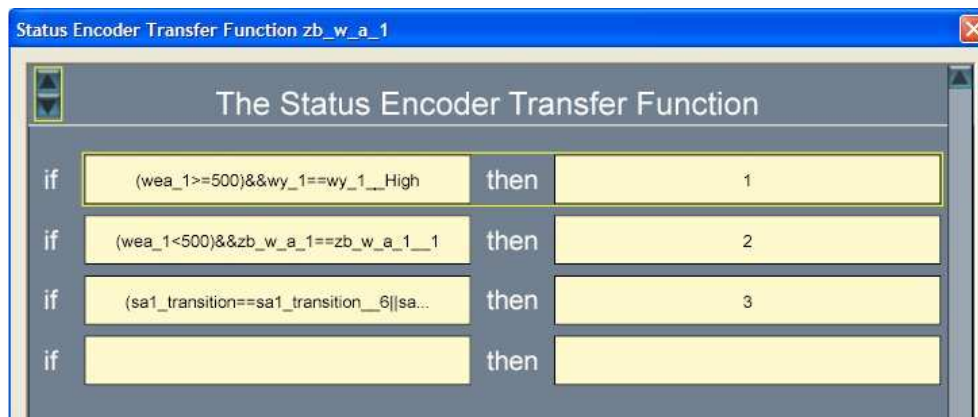 Status Encoder Transfer Function zb_w_a_1
The Status Encoder Transfer Function
if (wea_1>=500)&&wy_1==wy_1__High then 1
if (wea_1<500)&&zb_w_a_1==zb_w_a_1__1 then 2
if (sa1_transition==sa1_transition__6||sa... then 3
if then